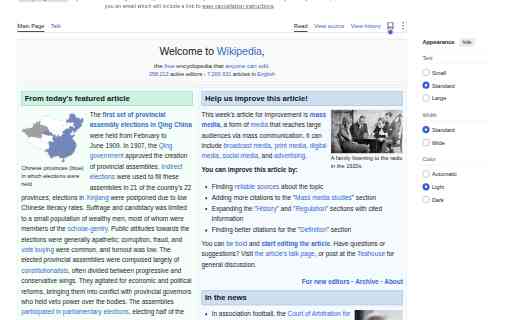 you an email which will include a link to easy cancellation instructions.
Main Page Talk
Read View source View history
Welcome to Wikipedia,
the free encyclopedia that anyone can edit.
articles in English
From today's featured article
The first set of provincial
assembly elections in Qing China
were held from February to
June 1909. In 1907, the Qing
government approved the creation
of provincial assemblies. Indirect
elections were used to fill these
assemblies in 21 of the country's 22
Chinese provinces (blue)
in which elections were
held
provinces; elections in Xinjiang were postponed due to low
Chinese literacy rates. Suffrage and candidacy was limited
to a small population of wealthy men, most of whom were
members of the scholar-gentry. Public attitudes towards the
elections were generally apathetic; corruption, fraud, and
vote buying were common, and turnout was low. The
elected provincial assemblies were composed largely of
constitutionalists, often divided between progressive and
conservative wings. They agitated for economic and political
reforms, bringing them into conflict with provincial governors
who held veto power over the bodies. The assemblies
participated in parliamentary elections, electing half of the
Help us improve this article!
This week's article for improvement is mass
media, a form of media that reaches large
audiences via mass communication. It can
include broadcast media, print media, digital
media, social media, and advertising.
A family listening to the radio
in the 1920s.
You can improve this article by:
• Finding reliable sources about the topic
• Adding more citations to the "Mass media studies" section
• Expanding the "History" and "Regulation" sections with cited
information
• Finding better citations for the "Definition" section
You can be bold and start editing the article. Have questions or
suggestions? Visit the article's talk page, or post at the Teahouse for
general discussion.
For new editors · Archive · About
In the news
• In association football, the Court of Arbitration for
Appearance hide
Text
Small
Standard
Large
Width
Standard
Wide
Color
Automatic
Light
Dark